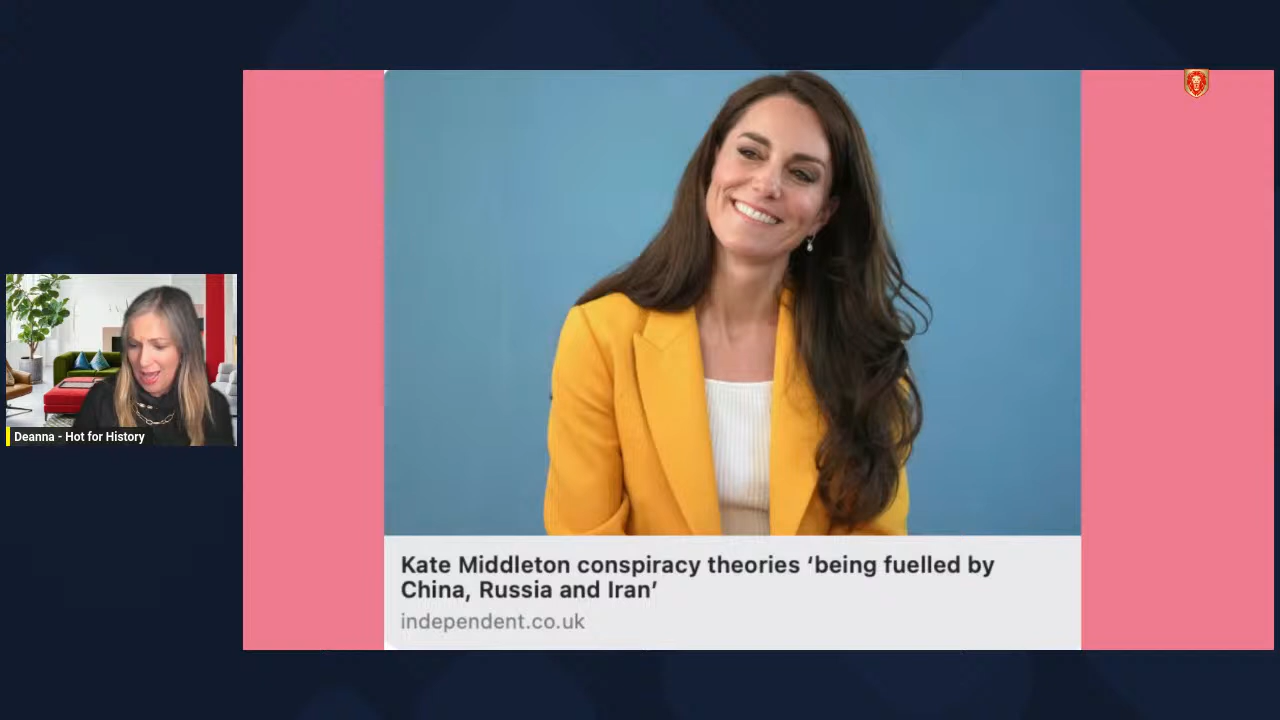 Deanna - Hot for History
Kate Middleton conspiracy theories ‘being fuelled by
China, Russia and Iran’
independent.co.uk